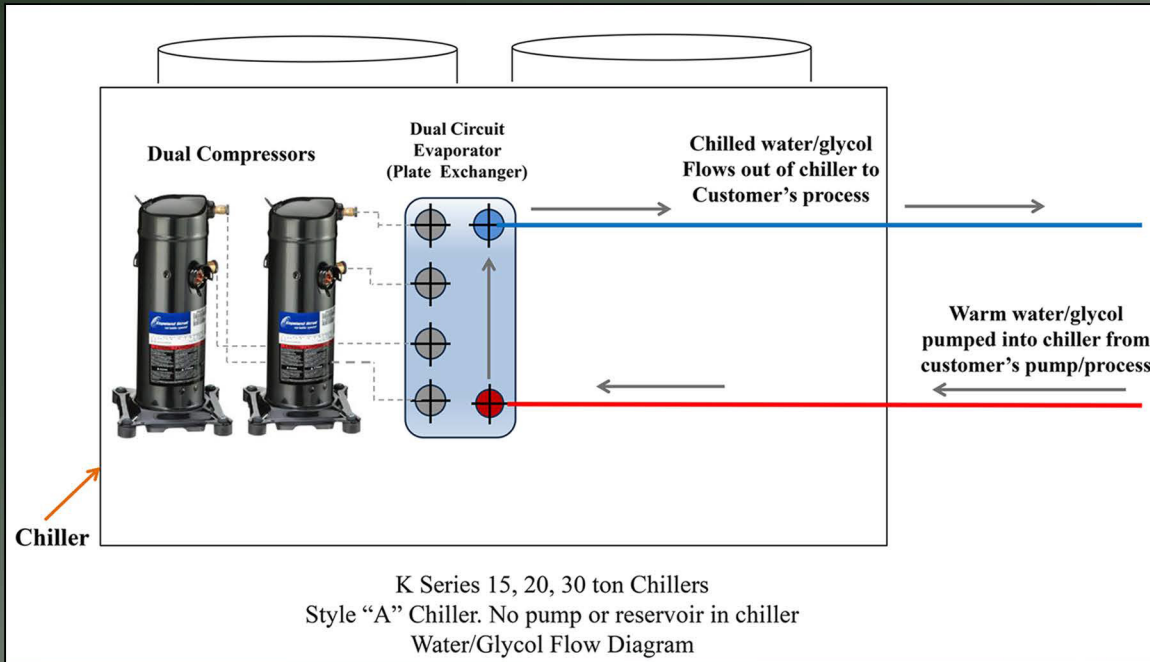 Dual Compressors
Dual Circuit
Evaporator
(Plate Exchanger)
Chilled water/glycol
Flows out of chiller to
Customer's process
Warm water/glycol
pumped into chiller from
customer's pump/process
Chiller
K Series 15, 20, 30 ton Chillers
Style “A” Chiller. No pump or reservoir in chiller
Water/Glycol Flow Diagram